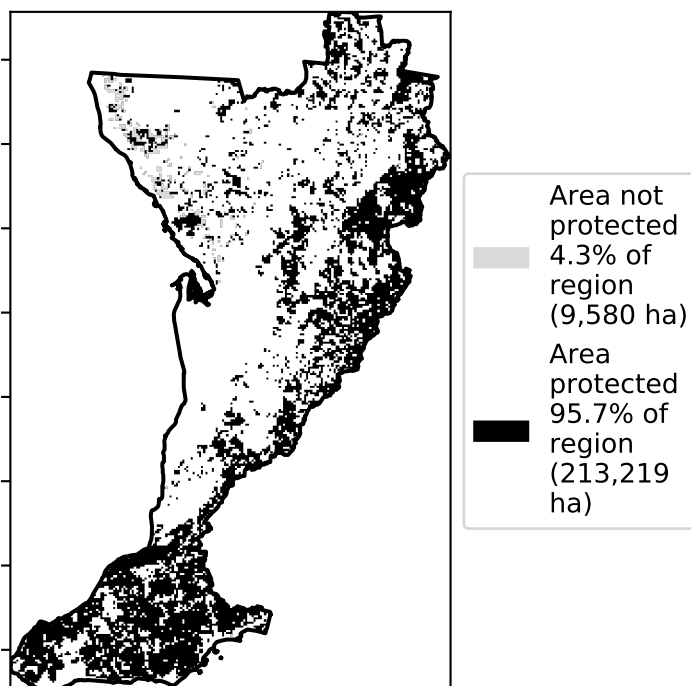 Area not
protected
4.3% of
region
(9,580 ha)
Area
protected
95.7% of
region
(213,219
ha)